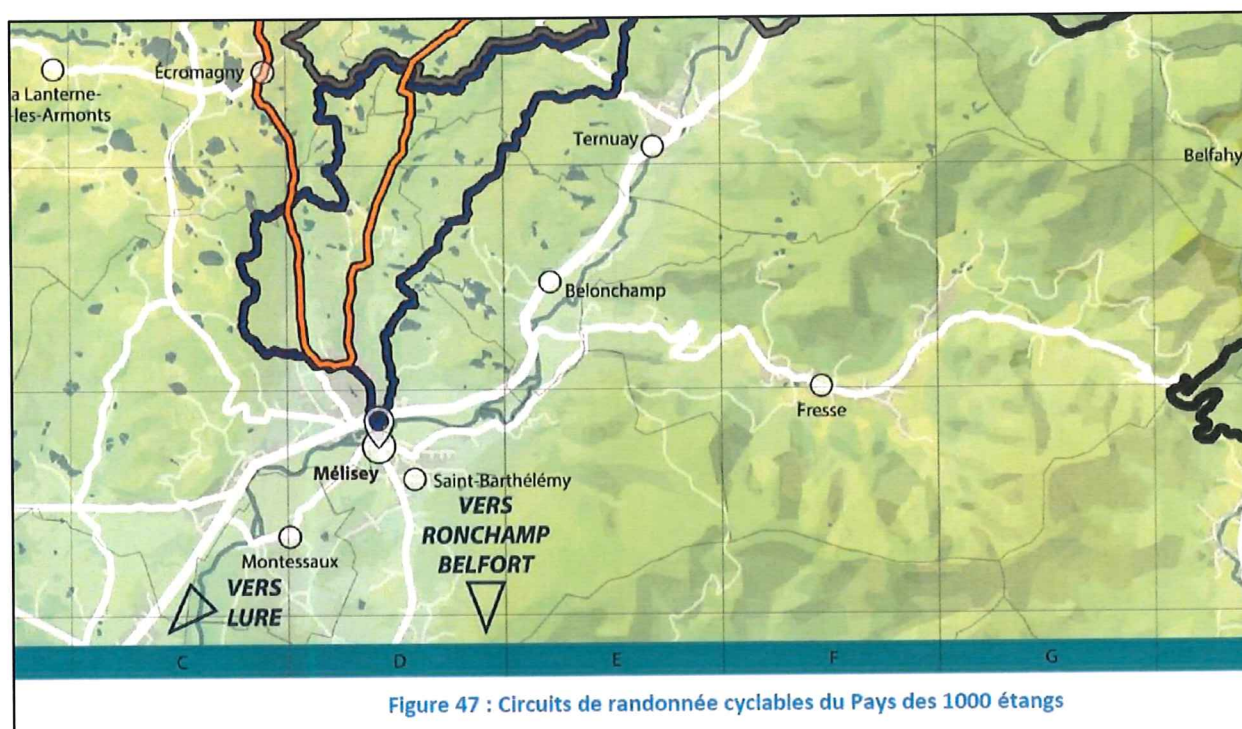 Écromagny
a Lanterne-
-les-Armonts
Ternuay
Belfahy
Belonchamp
Fresse
Mélisey
Saint-Barthélémy
VERS
RONCHAMP
BELFORT
Montessaux
VERS
LURE
C D E F G
Figure 47 : Circuits de randonnée cyclables du Pays des 1000 étangs